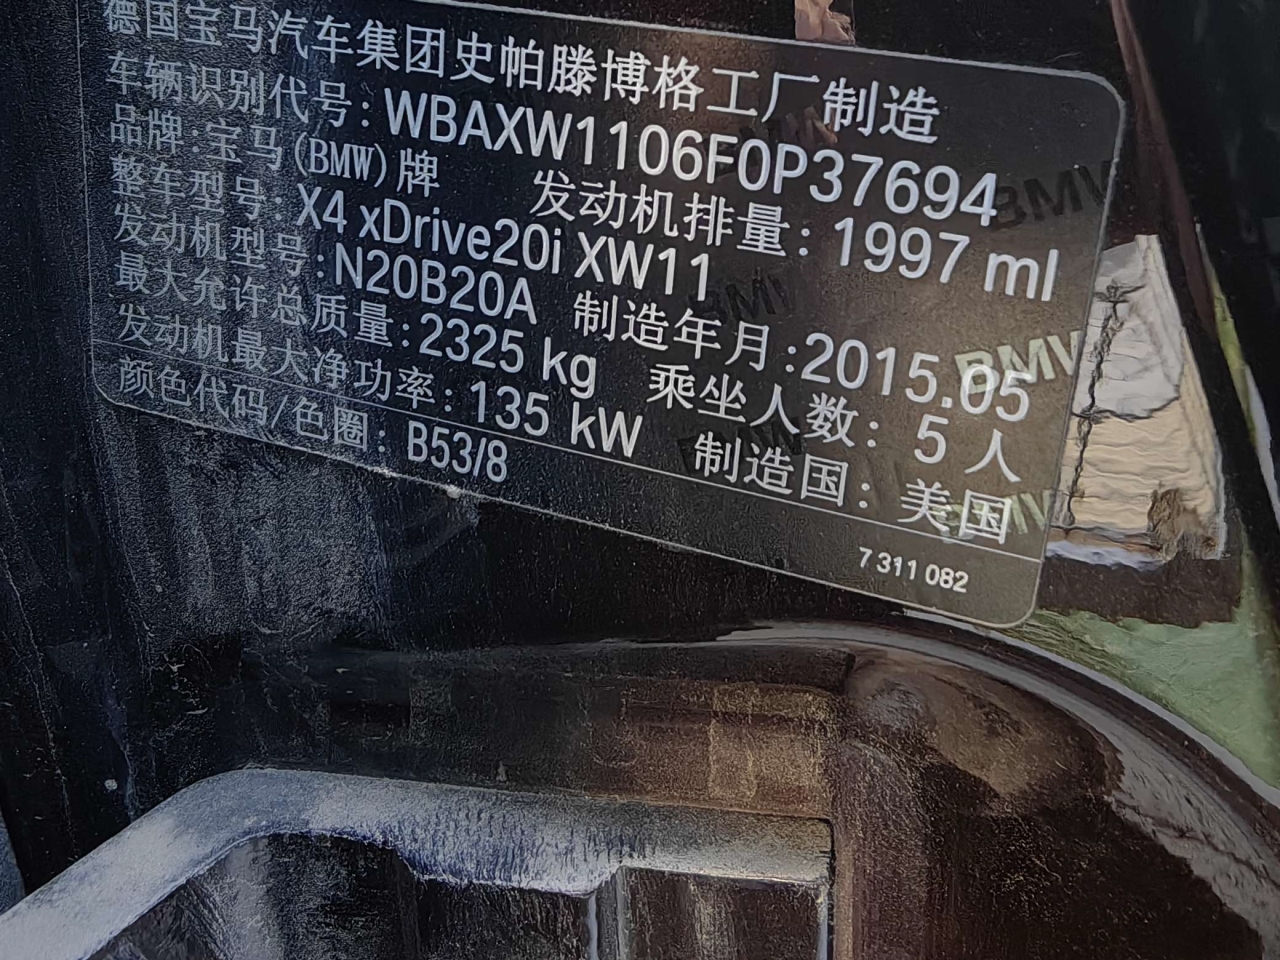 德国宝马汽车集团史帕滕博格工厂制造
车辆识别代号：WBAXW1106F0P37694
品牌：宝马(BMW)牌 发动机排量：1997 ml
整车型号：X4 xDrive20i XW11
发动机型号：N20B20A 制造年月：2015.05
最大允许总质量：2325 kg 乘坐人数：5 人
发动机最大净功率：135 kW 制造国：美国
颜色代码/色圈：B53/8
7 311 082
BMW
BMW
BMW